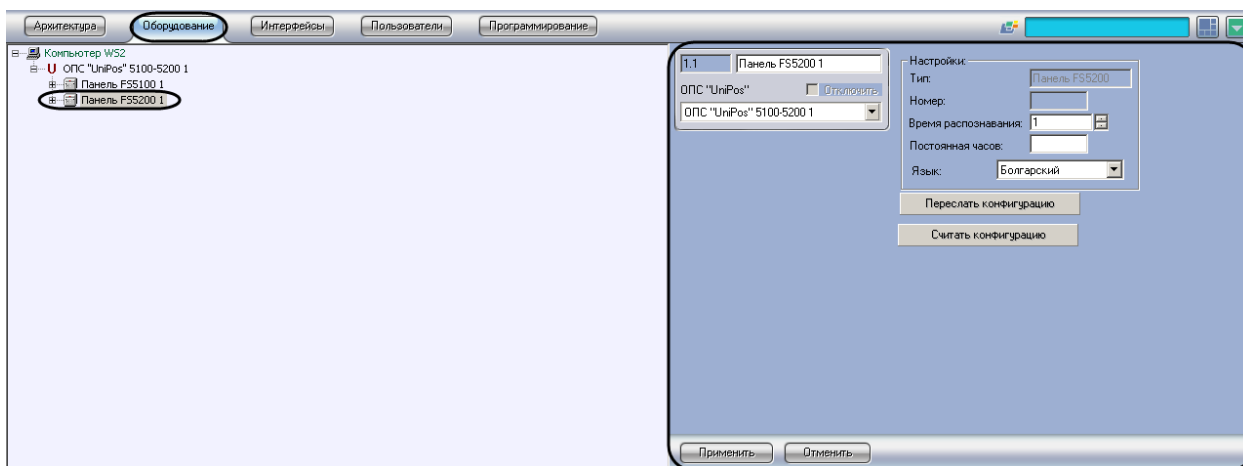 Архитектура Оборудование Интерфейсы Пользователи Программирование
Компьютер WS2
U ОПС "UniPos" 5100-5200 1
Панель FS5100 1
Панель FS5200 1
1.1 Панель FS5200 1
ОПС "UniPos" Отключить
ОПС "UniPos" 5100-5200 1
Настройки:
Тип: Панель FS5200
Номер:
Время распознавания: 1
Постоянная часов:
Язык: Болгарский
Переслать конфигурацию
Считать конфигурацию
Применить Отменить